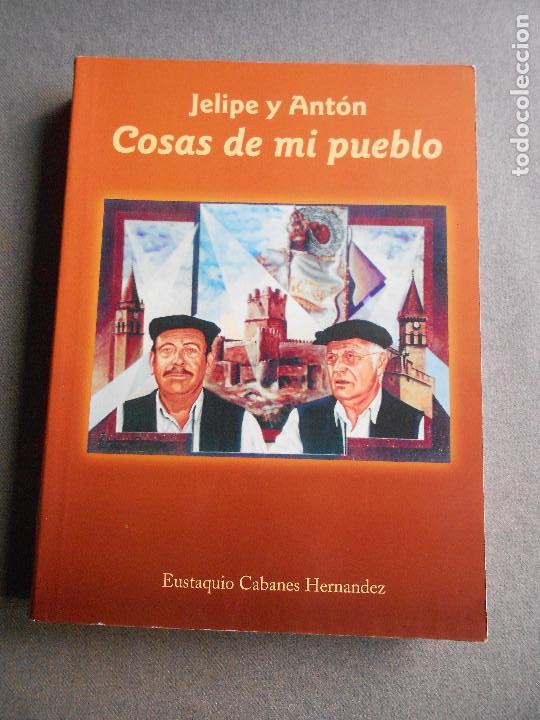 Jelipe y Antón
Cosas de mi pueblo
Eustaquio Cabanes Hernandez
todocoleccion